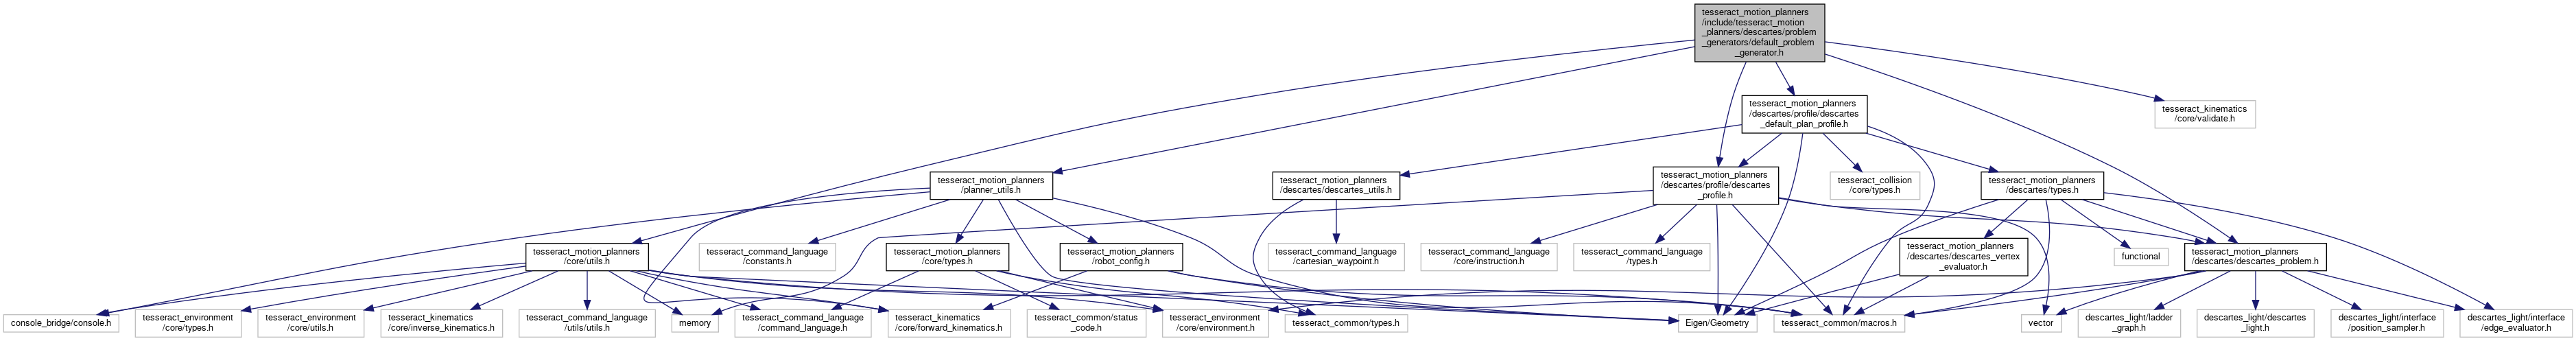 tesseract_motion_planners
/include/tesseract_motion
_planners/descartes/problem
_generators/default_problem
_generator.h
tesseract_motion_planners
/descartes/profile/descartes
_default_plan_profile.h
tesseract_kinematics
/core/validate.h
tesseract_motion_planners
/planner_utils.h
tesseract_motion_planners
/descartes/descartes_utils.h
tesseract_motion_planners
/descartes/profile/descartes
_profile.h
tesseract_collision
/core/types.h
tesseract_motion_planners
/descartes/types.h
tesseract_motion_planners
/core/utils.h
tesseract_command_language
/constants.h
tesseract_motion_planners
/core/types.h
tesseract_motion_planners
/robot_config.h
tesseract_command_language
/cartesian_waypoint.h
tesseract_command_language
/core/instruction.h
tesseract_command_language
/types.h
tesseract_motion_planners
/descartes/descartes_vertex
_evaluator.h
functional
tesseract_motion_planners
/descartes/descartes_problem.h
console_bridge/console.h
tesseract_environment
/core/types.h
tesseract_environment
/core/utils.h
tesseract_kinematics
/core/inverse_kinematics.h
tesseract_command_language
/utils/utils.h
memory
tesseract_command_language
/command_language.h
tesseract_kinematics
/core/forward_kinematics.h
tesseract_common/status
_code.h
tesseract_environment
/core/environment.h
tesseract_common/types.h
Eigen/Geometry
tesseract_common/macros.h
vector
descartes_light/ladder
_graph.h
descartes_light/descartes
_light.h
descartes_light/interface
/position_sampler.h
descartes_light/interface
/edge_evaluator.h